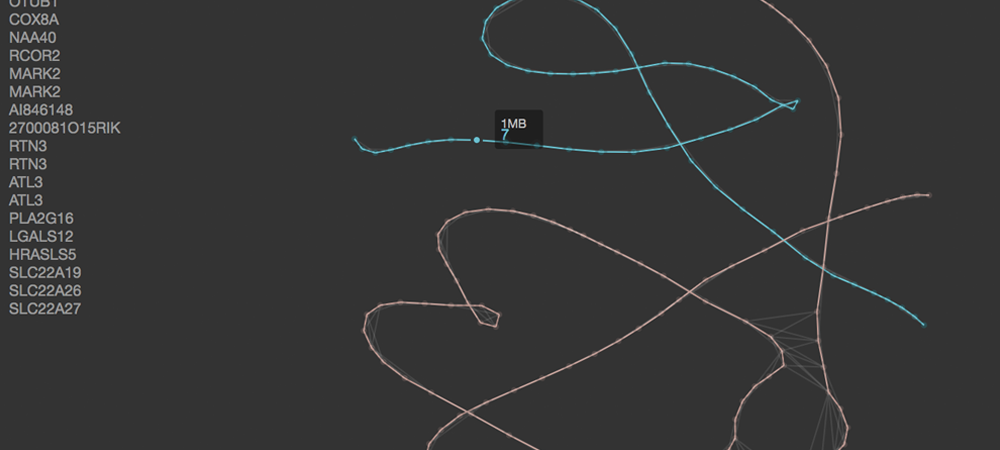 OTUB1
COX8A
NAA40
RCOR2
MARK2
MARK2
AI846148
2700081O15RIK
RTN3
RTN3
ATL3
ATL3
PLA2G16
LGALS12
HRASLS5
SLC22A19
SLC22A26
SLC22A27
1MB
7